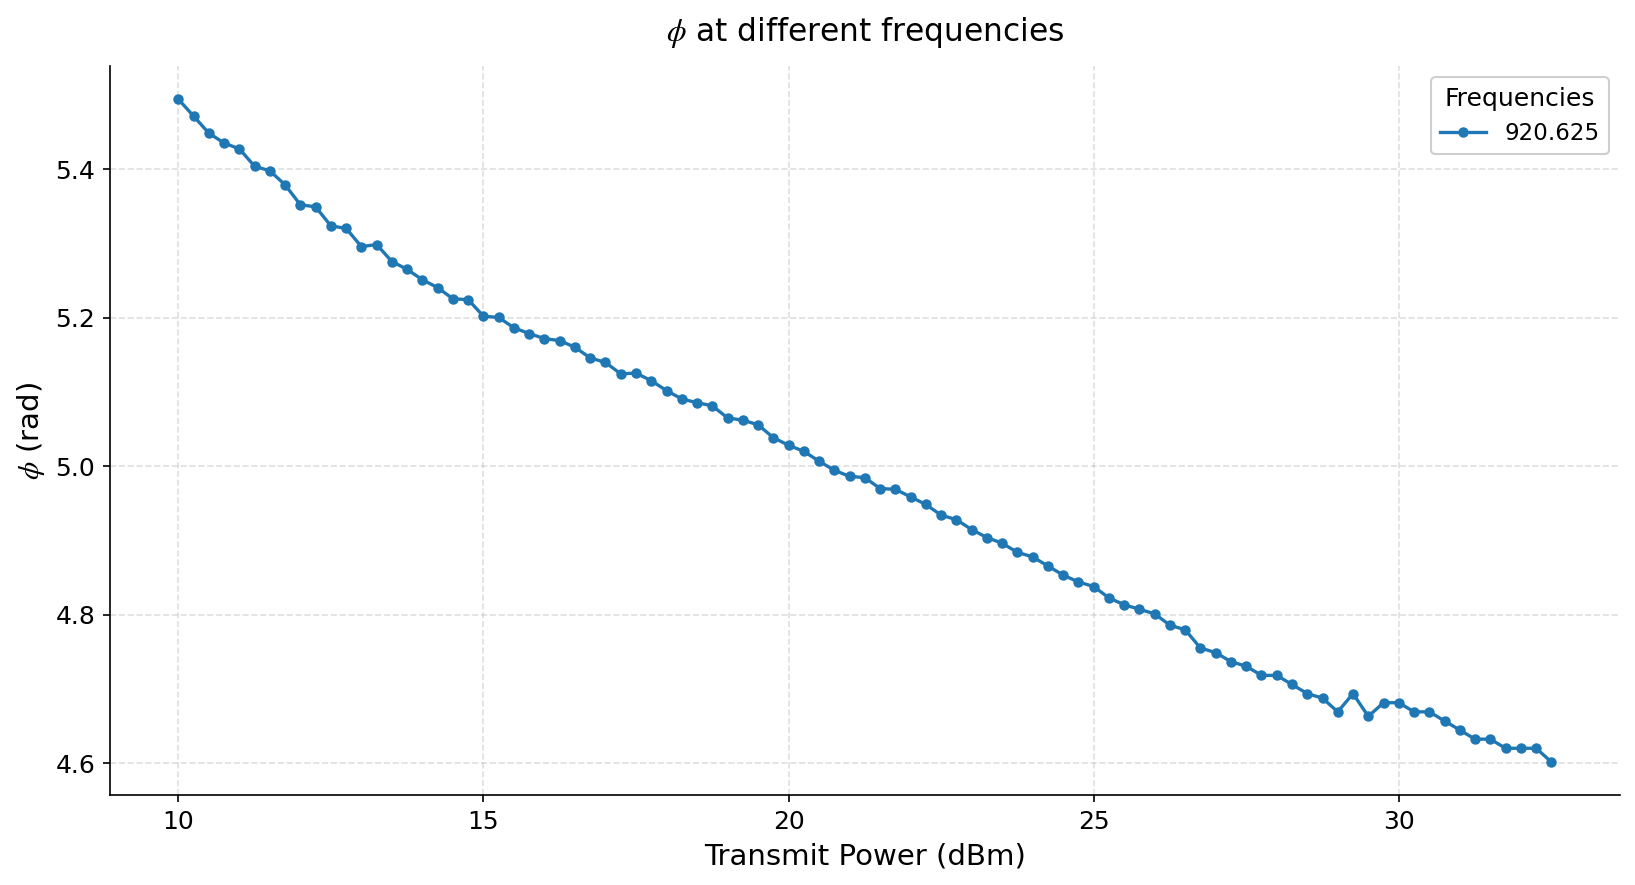 ϕ at different frequencies
Frequencies
920.625
5.4
5.2
5.0
4.8
4.6
ϕ (rad)
10 15 20 25 30
Transmit Power (dBm)